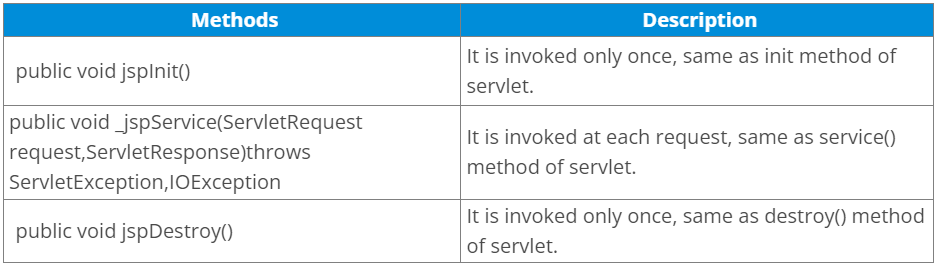 Methods
Description
public void jspInit()
It is invoked only once, same as init method of
servlet.
public void _jspService(ServletRequest
request,ServletResponse)throws
ServletException,IOException
It is invoked at each request, same as service()
method of servlet.
public void jspDestroy()
It is invoked only once, same as destroy() method
of servlet.